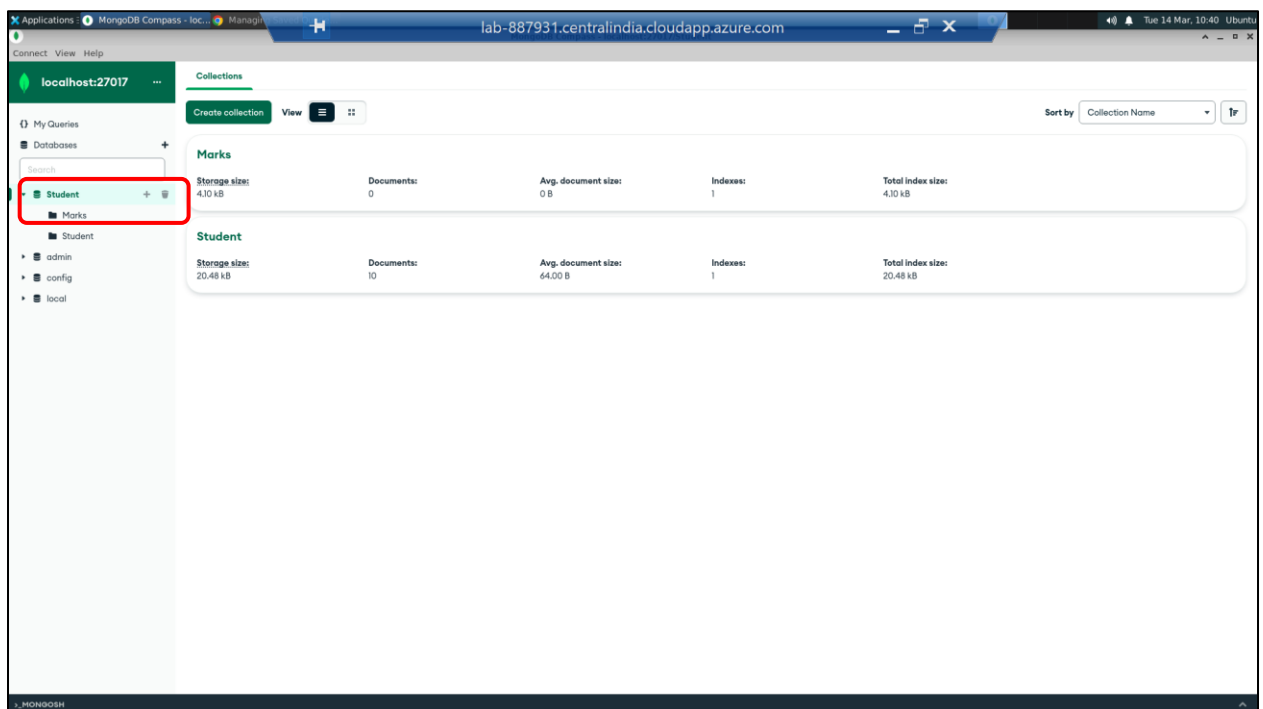 Applications : MongoDB Compass - loc... Managin lab-887931.centralindia.cloudapp.azure.com Tue 14 Mar, 10:40 Ubuntu
Connect View Help
localhost:27017 ...
Collections
Create collection View Sort by Collection Name
{} My Queries
Databases +
Search
Student +
Marks
Student
admin
config
local
Marks
Storage size: Documents: Avg. document size: Indexes: Total index size:
4.10 kB 0 0 B 1 4.10 kB
Student
Storage size: Documents: Avg. document size: Indexes: Total index size:
20.48 kB 10 64.00 B 1 20.48 kB
>_MONGOSH